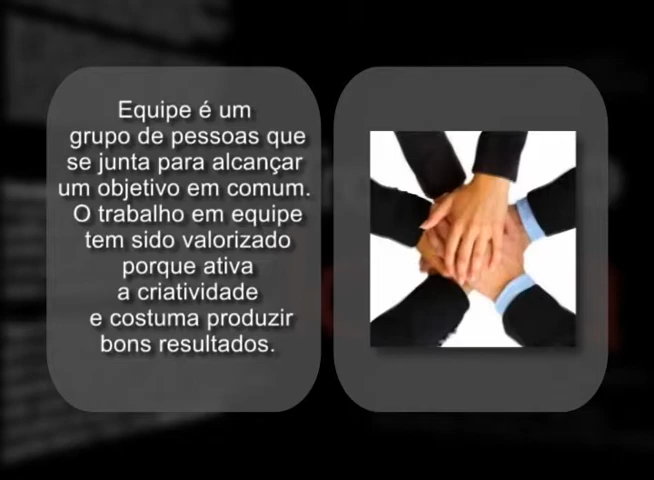 Equipe é um
grupo de pessoas que
se junta para alcançar
um objetivo em comum.
O trabalho em equipe
tem sido valorizado
porque ativa
a criatividade
e costuma produzir
bons resultados.